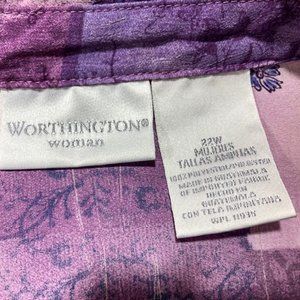 WORTHINGTON®
woman
22W
MUJERES
TALLAS AMPLIAS
100% POLYESTER/POLIESTER
MADE IN GUATEMALA
OF IMPORTED FABRIC
HECHO EN
GUATEMALA
CON TELA IMPORTADA